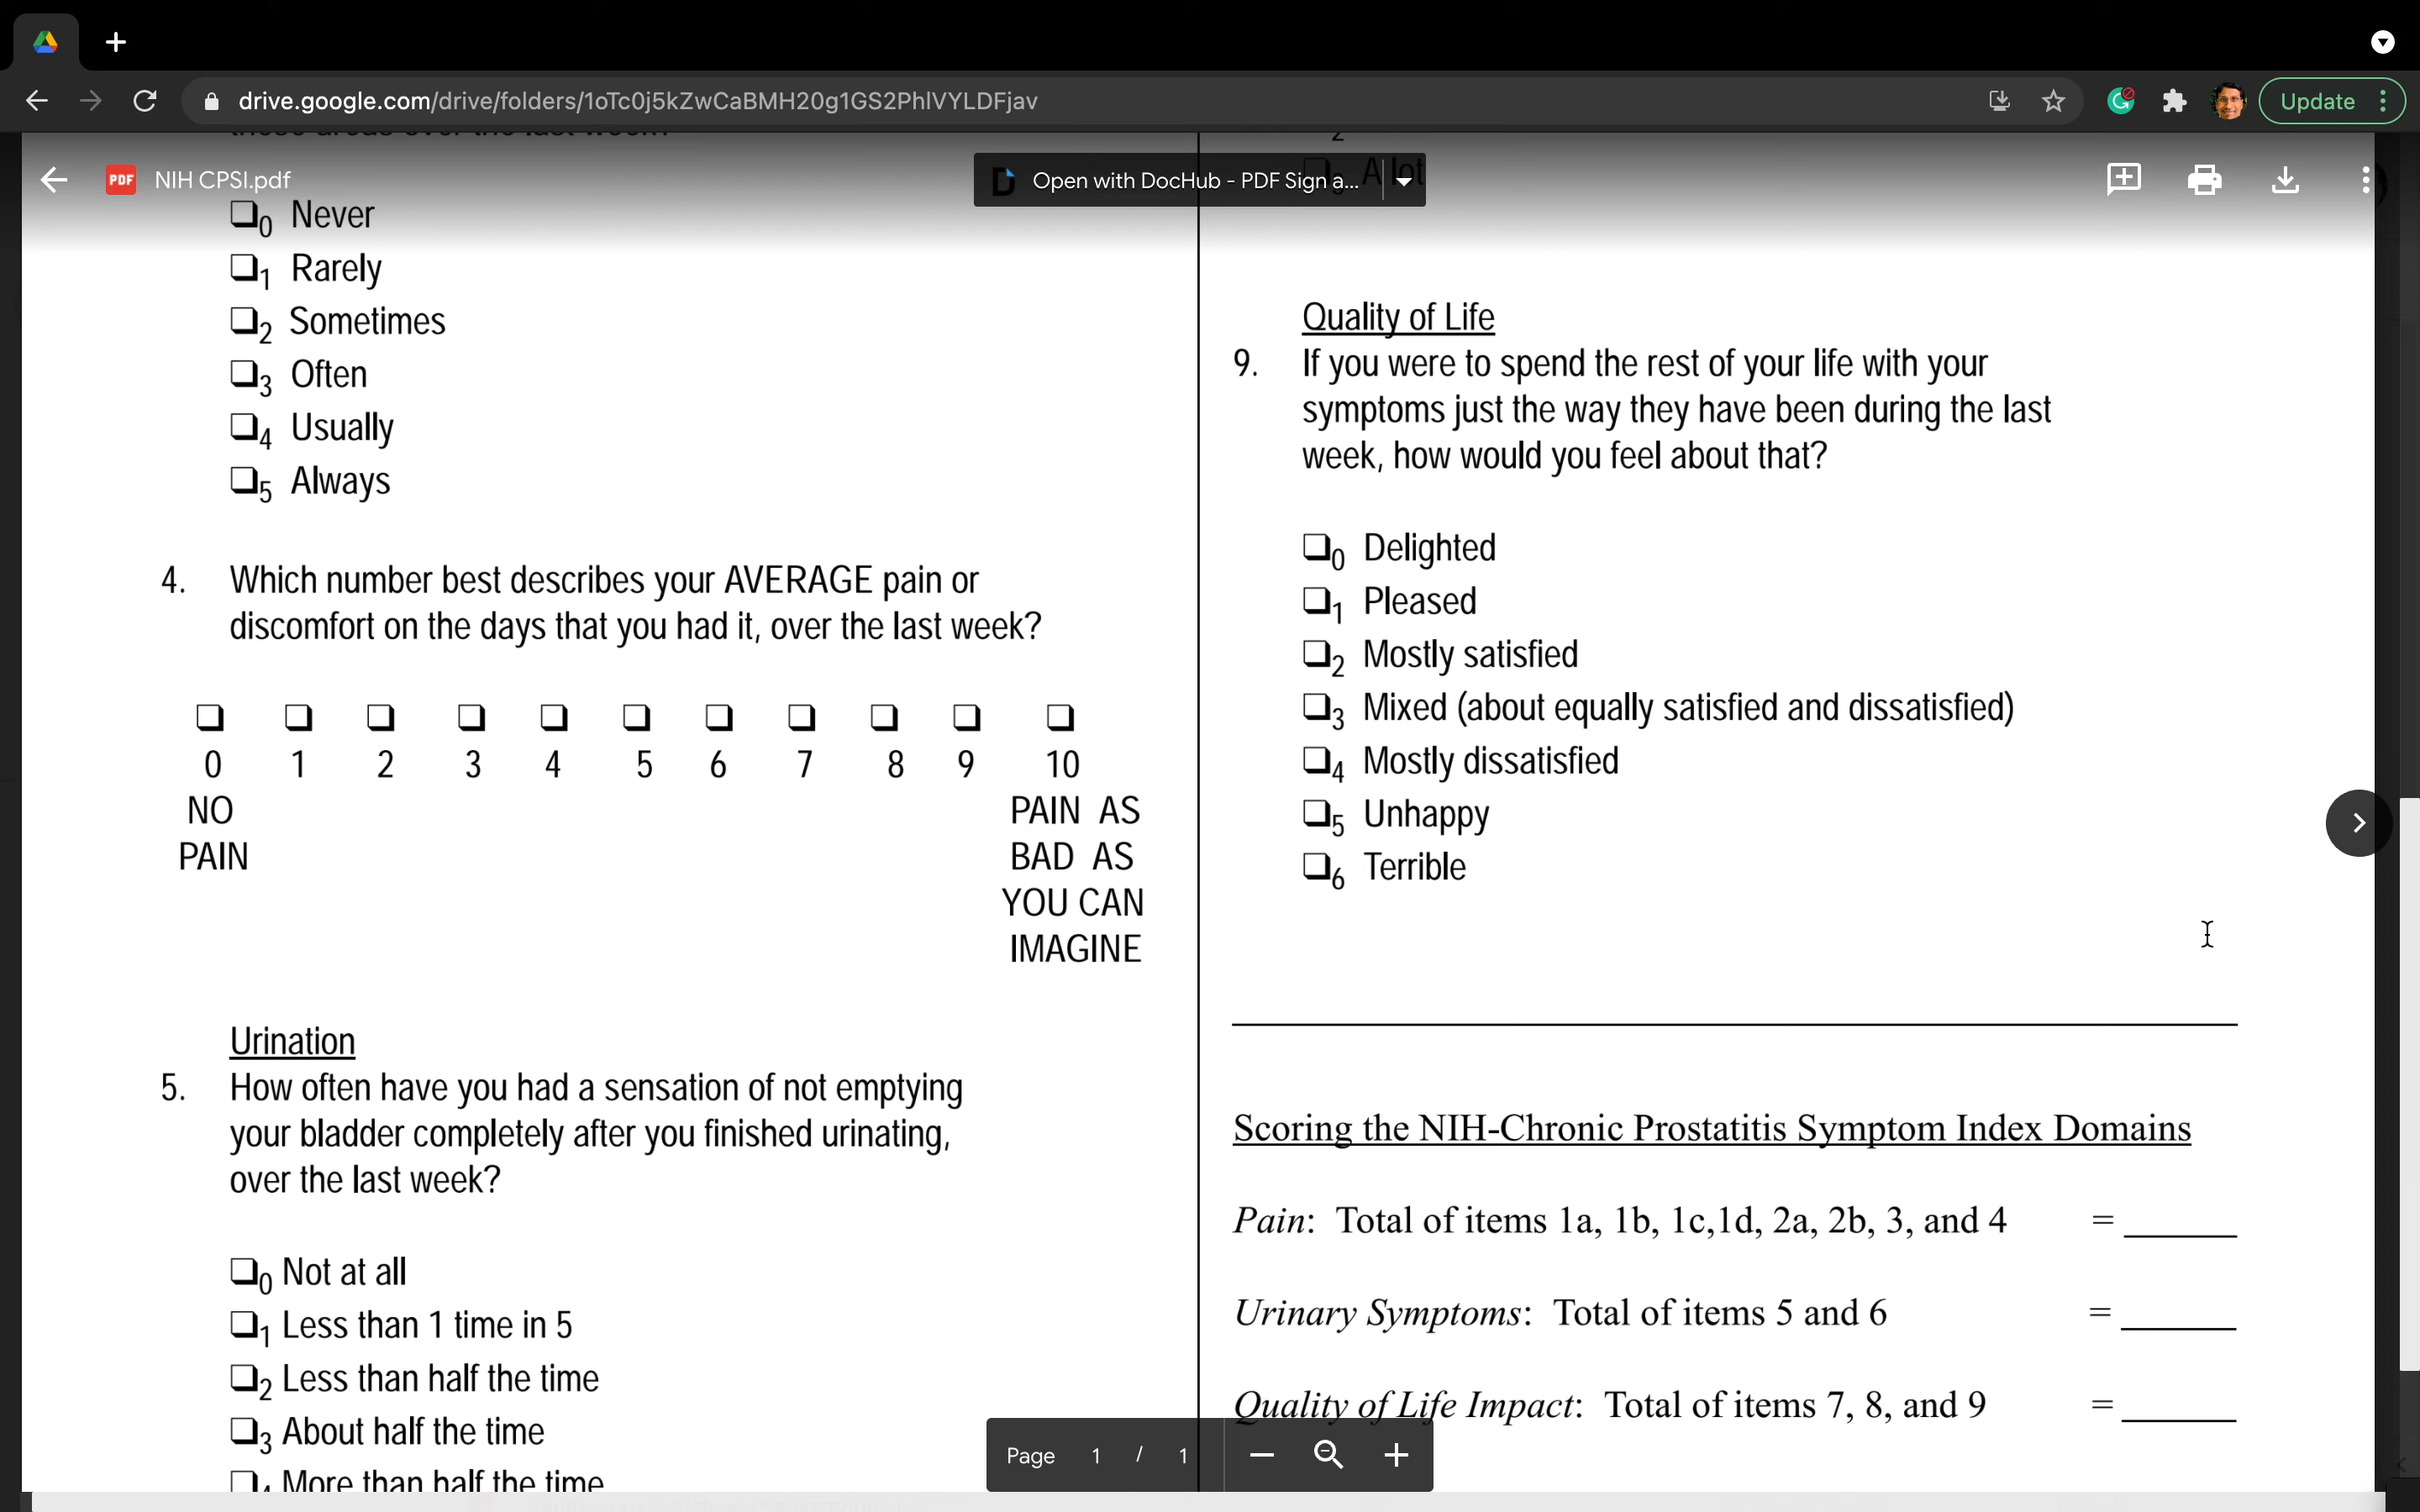 drive.google.com/drive/folders/1oTc0j5kZwCaBMH20g1GS2PhlVYLDFjav
Update
PDF NIH CPSI.pdf
Open with DocHub - PDF Sign a...
these areas over the last week?
❏0 Never
❏1 Rarely
❏2 Sometimes
❏3 Often
❏4 Usually
❏5 Always
4. Which number best describes your AVERAGE pain or
discomfort on the days that you had it, over the last week?
❏ ❏ ❏ ❏ ❏ ❏ ❏ ❏ ❏ ❏ ❏
0 1 2 3 4 5 6 7 8 9 10
NO PAIN AS
PAIN BAD AS
YOU CAN
IMAGINE
Urination
5. How often have you had a sensation of not emptying
your bladder completely after you finished urinating,
over the last week?
❏0 Not at all
❏1 Less than 1 time in 5
❏2 Less than half the time
❏3 About half the time
❏4 More than half the time
2
A lot
Quality of Life
9. If you were to spend the rest of your life with your
symptoms just the way they have been during the last
week, how would you feel about that?
❏0 Delighted
❏1 Pleased
❏2 Mostly satisfied
❏3 Mixed (about equally satisfied and dissatisfied)
❏4 Mostly dissatisfied
❏5 Unhappy
❏6 Terrible
Scoring the NIH-Chronic Prostatitis Symptom Index Domains
Pain: Total of items 1a, 1b, 1c,1d, 2a, 2b, 3, and 4 = ______
Urinary Symptoms: Total of items 5 and 6 = ______
Quality of Life Impact: Total of items 7, 8, and 9 = ______
Page 1 / 1